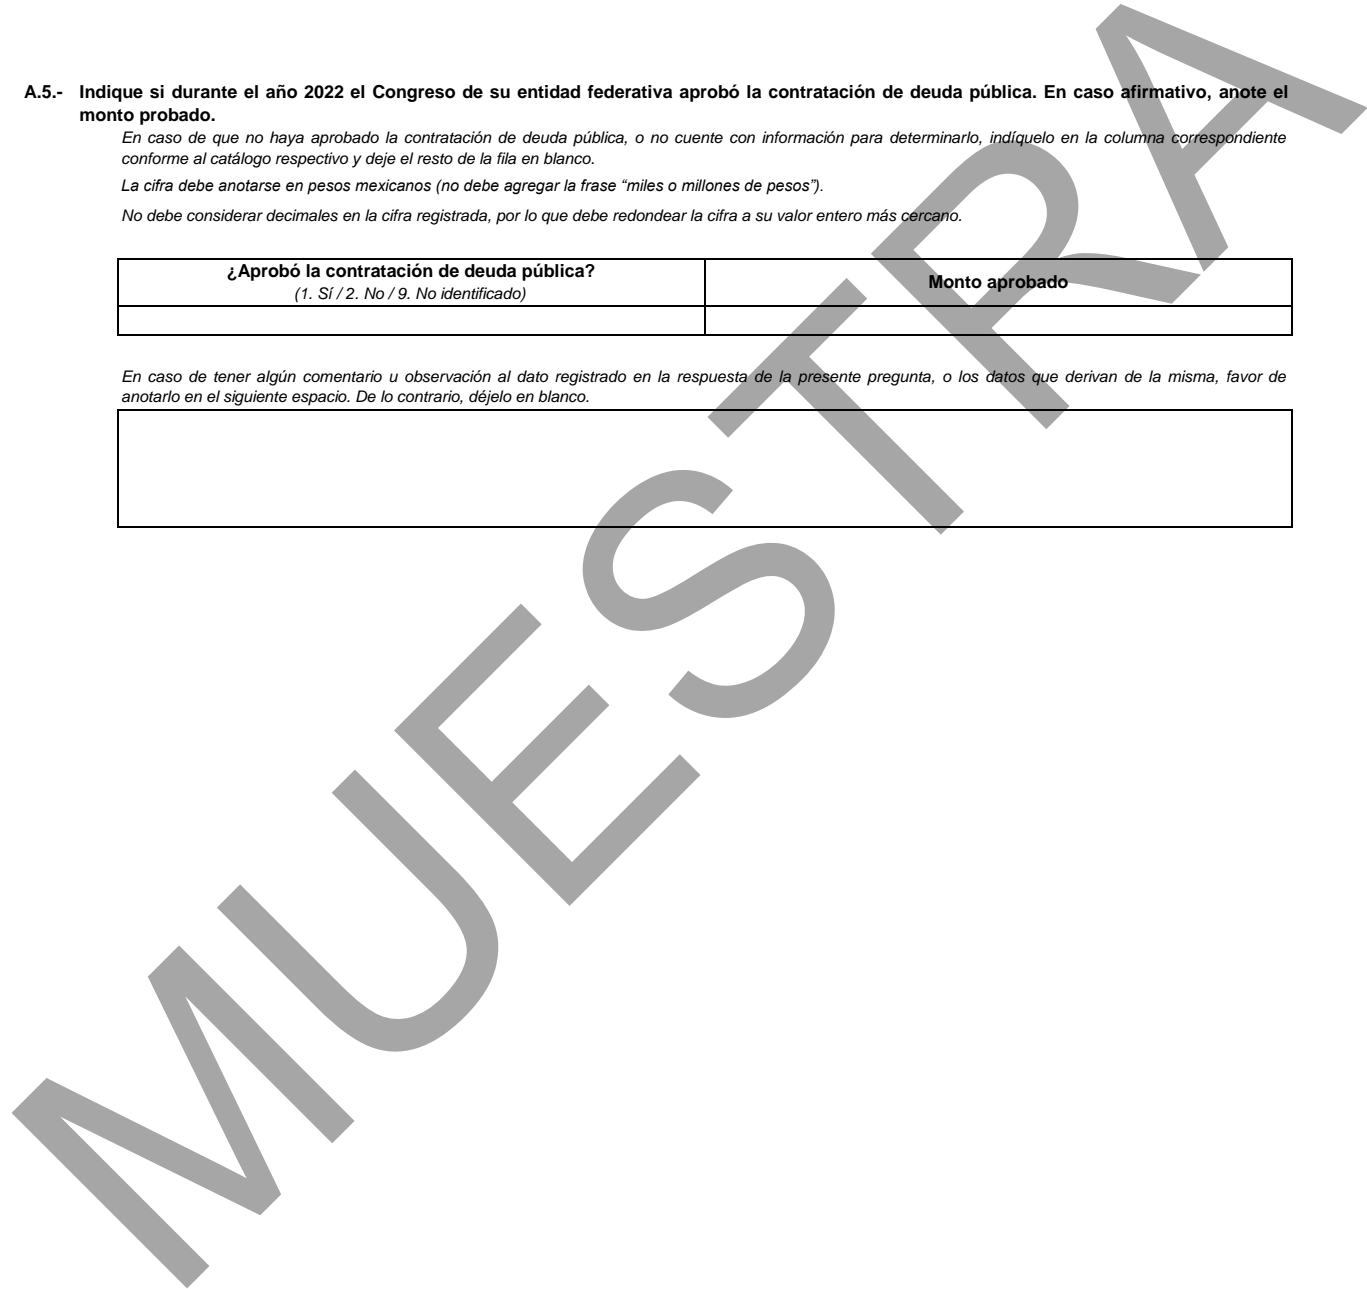 A.5.- Indique si durante el año 2022 el Congreso de su entidad federativa aprobó la contratación de deuda pública. En caso afirmativo, anote el
monto probado.
En caso de que no haya aprobado la contratación de deuda pública, o no cuente con información para determinarlo, indíquelo en la columna correspondiente
conforme al catálogo respectivo y deje el resto de la fila en blanco.
La cifra debe anotarse en pesos mexicanos (no debe agregar la frase “miles o millones de pesos”).
No debe considerar decimales en la cifra registrada, por lo que debe redondear la cifra a su valor entero más cercano.
¿Aprobó la contratación de deuda pública?
(1. Sí / 2. No / 9. No identificado)
Monto aprobado
En caso de tener algún comentario u observación al dato registrado en la respuesta de la presente pregunta, o los datos que derivan de la misma, favor de
anotarlo en el siguiente espacio. De lo contrario, déjelo en blanco.
MUESTRA